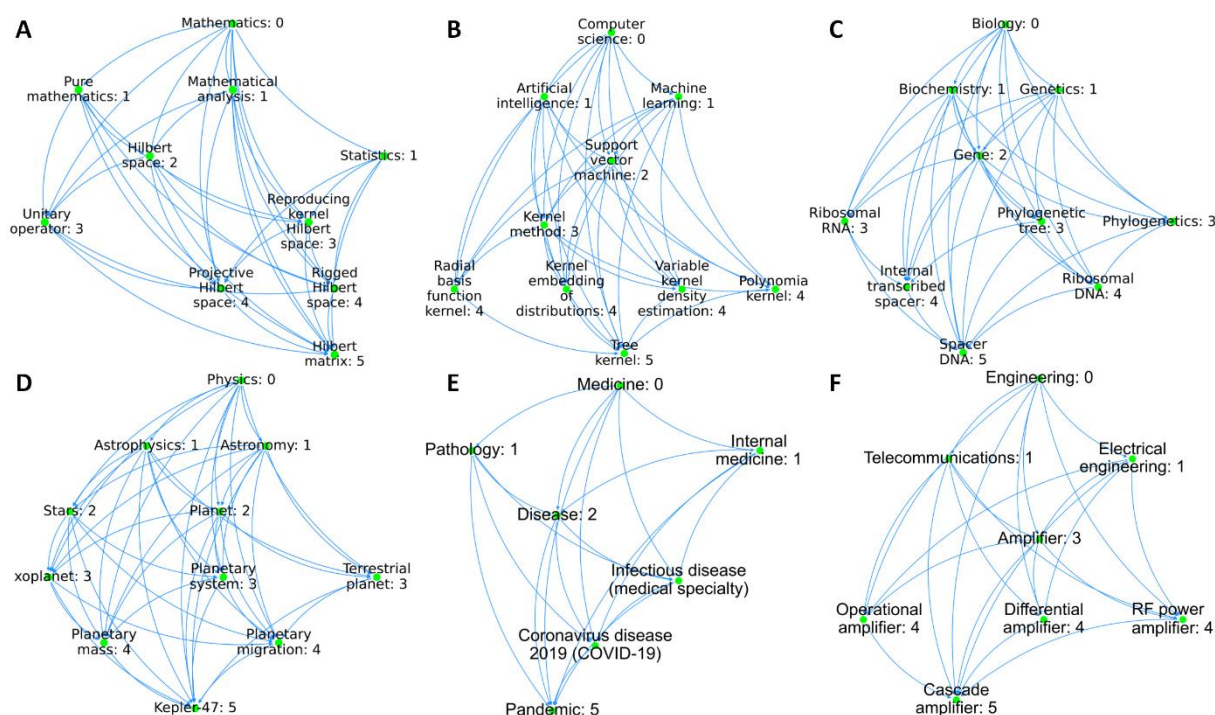 A
Mathematics: 0
Pure
mathematics: 1
Mathematical
analysis: 1
Hilbert
space: 2
Statistics: 1
Unitary
operator: 3
Reproducing
kernel
Hilbert
space: 3
Projective
Hilbert
space: 4
Rigged
Hilbert
space: 4
Hilbert
matrix: 5
B
Computer
science: 0
Artificial
intelligence: 1
Machine
learning: 1
Support
vector
machine: 2
Kernel
method: 3
Radial
basis
function
kernel: 4
Kernel
embedding
of
distributions: 4
Variable
kernel
density
estimation: 4
Polynomia
kernel: 4
Tree
kernel: 5
C
Biology: 0
Biochemistry: 1
Genetics: 1
Gene: 2
Ribosomal
RNA: 3
Phylogenetic
tree: 3
Phylogenetics: 3
Internal
transcribed
spacer: 4
Ribosomal
DNA: 4
Spacer
DNA: 5
D
Physics: 0
Astrophysics: 1
Astronomy: 1
Stars: 2
Planet: 2
xoplanet: 3
Planetary
system: 3
Terrestrial
planet: 3
Planetary
mass: 4
Planetary
migration: 4
Kepler-47: 5
E
Medicine: 0
Pathology: 1
Internal
medicine: 1
Disease: 2
Infectious disease
(medical specialty)
Coronavirus disease
2019 (COVID-19)
Pandemic: 5
F
Engineering: 0
Telecommunications: 1
Electrical
engineering: 1
Amplifier: 3
Operational
amplifier: 4
Differential
amplifier: 4
RF power
amplifier: 4
Cascade
amplifier: 5